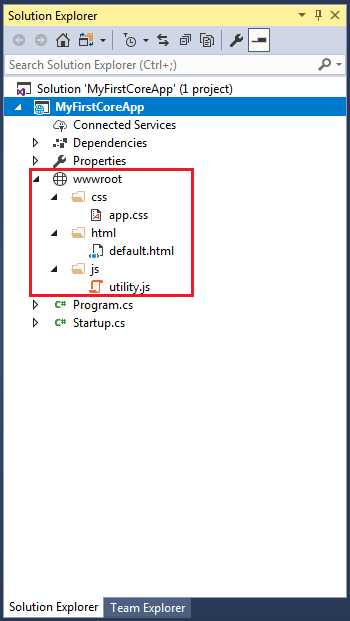 Solution Explorer
Search Solution Explorer (Ctrl+;)
Solution 'MyFirstCoreApp' (1 project)
MyFirstCoreApp
Connected Services
Dependencies
Properties
wwwroot
css
app.css
html
default.html
js
utility.js
C# Program.cs
C# Startup.cs
Solution Explorer Team Explorer